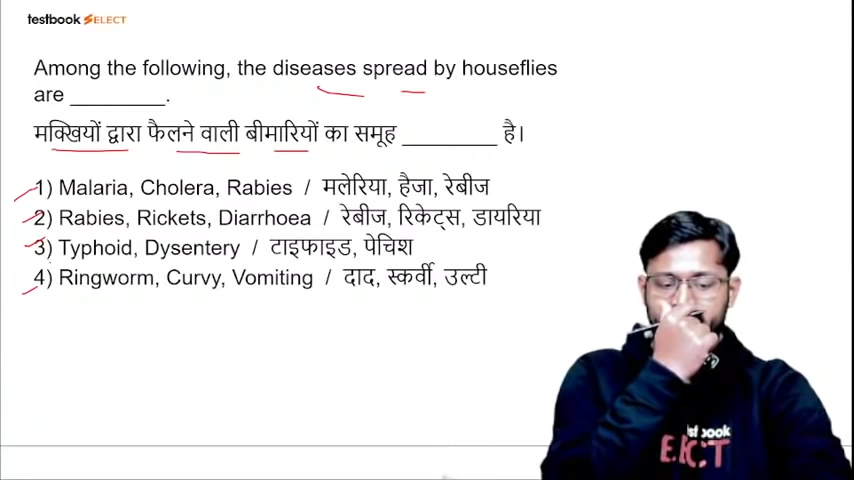 testbook SELECT
Among the following, the diseases spread by houseflies
are ________.
मक्खियों द्वारा फैलने वाली बीमारियों का समूह ________ है।
1) Malaria, Cholera, Rabies / मलेरिया, हैजा, रेबीज
2) Rabies, Rickets, Diarrhoea / रेबीज, रिकेट्स, डायरिया
3) Typhoid, Dysentery / टाइफाइड, पेचिश
4) Ringworm, Curvy, Vomiting / दाद, स्कर्वी, उल्टी